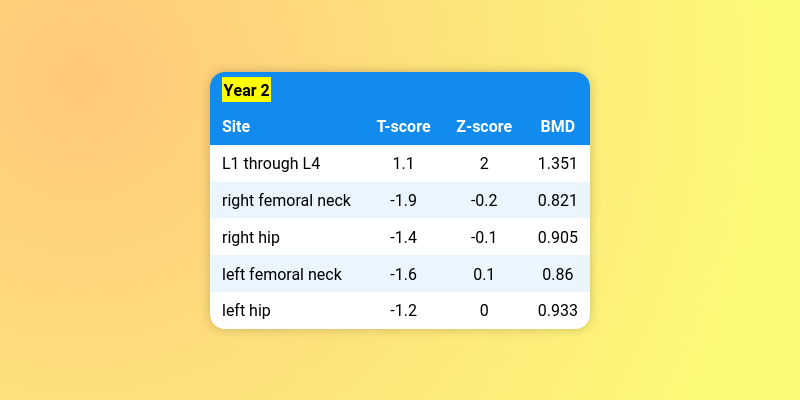 Year 2
Site T-score Z-score BMD
L1 through L4 1.1 2 1.351
right femoral neck -1.9 -0.2 0.821
right hip -1.4 -0.1 0.905
left femoral neck -1.6 0.1 0.86
left hip -1.2 0 0.933